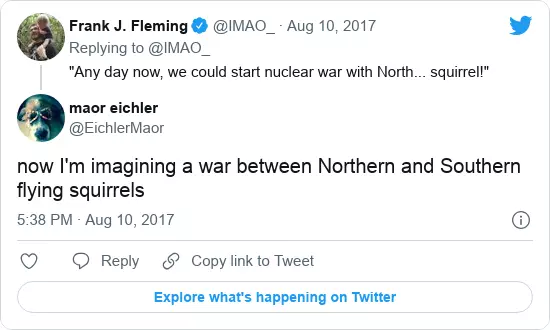 Frank J. Fleming @IMAO_ · Aug 10, 2017
Replying to @IMAO_
"Any day now, we could start nuclear war with North... squirrel!"
maor eichler
@EichlerMaor
now I'm imagining a war between Northern and Southern
flying squirrels
5:38 PM · Aug 10, 2017
Reply
Copy link to Tweet
Explore what's happening on Twitter